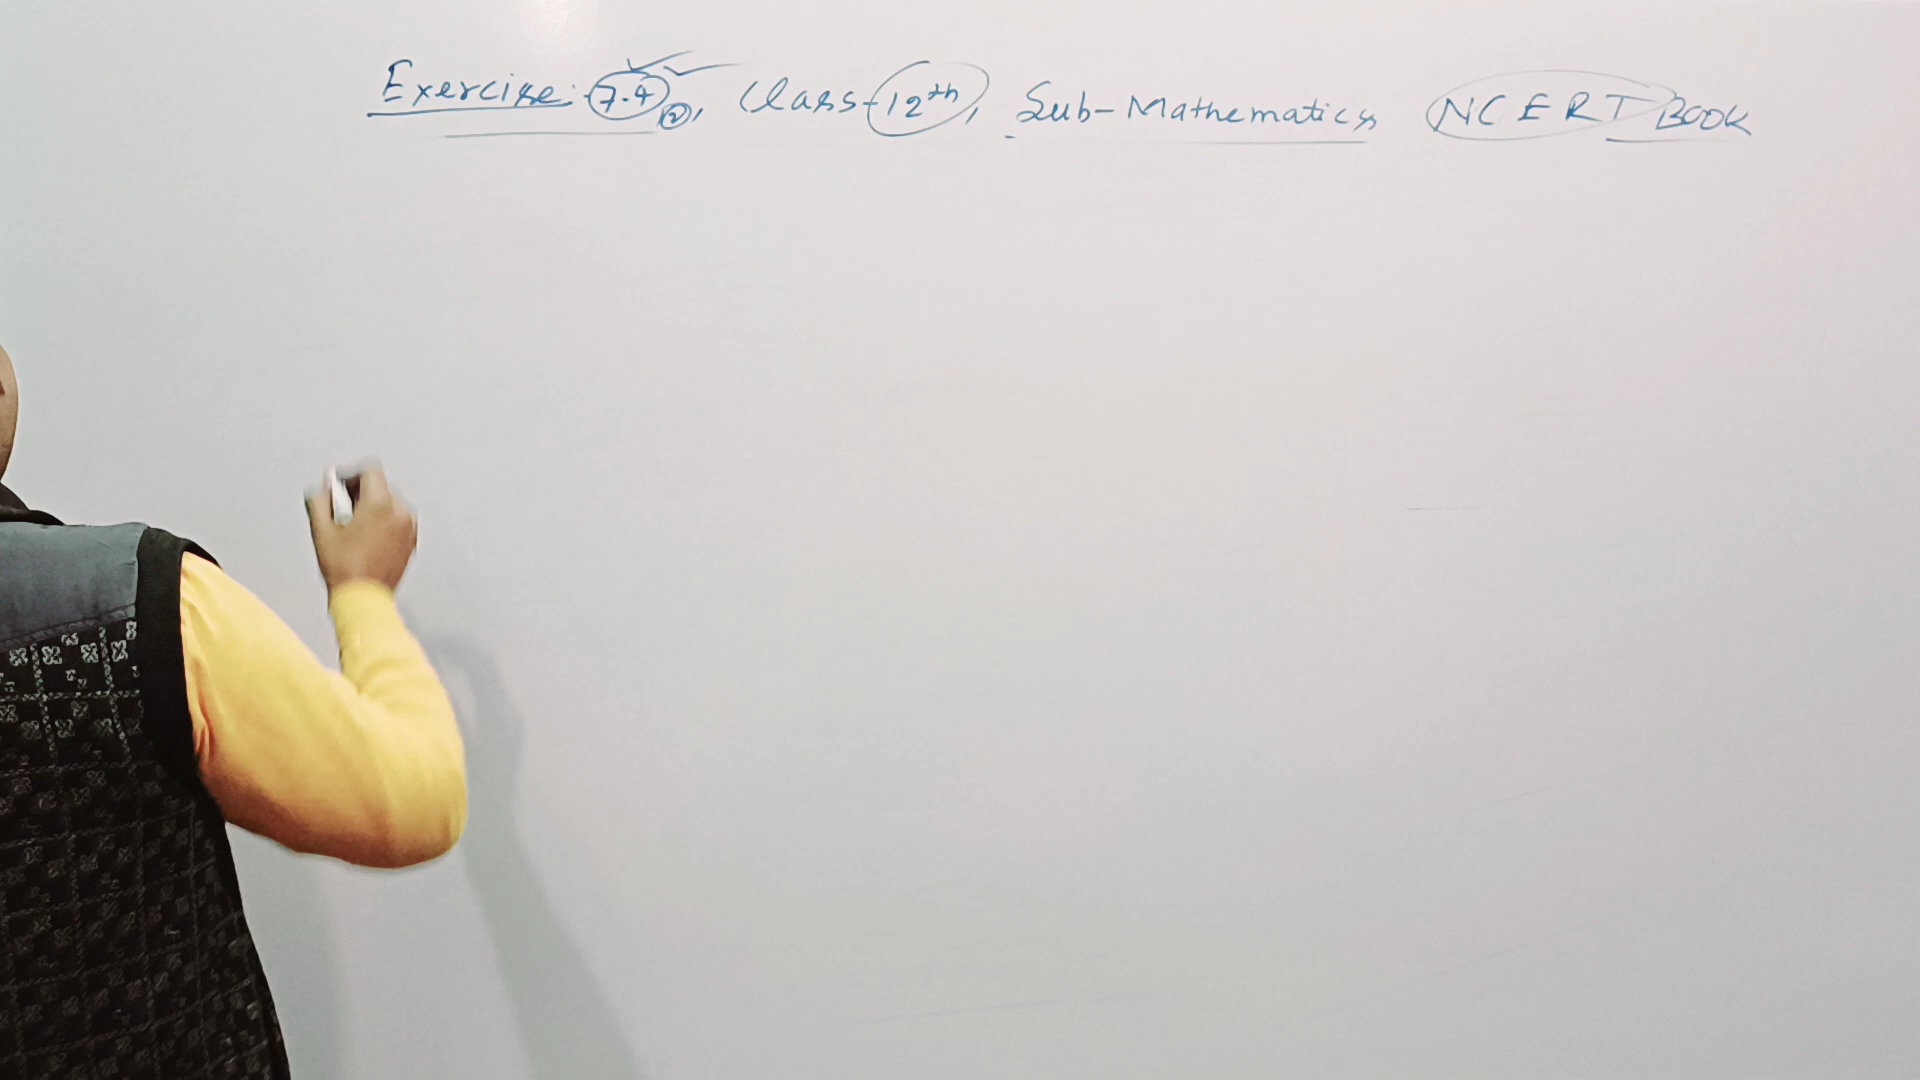 Exercise:- 7.4 (2), Class-12th, Sub-Mathematics NCERT BOOK